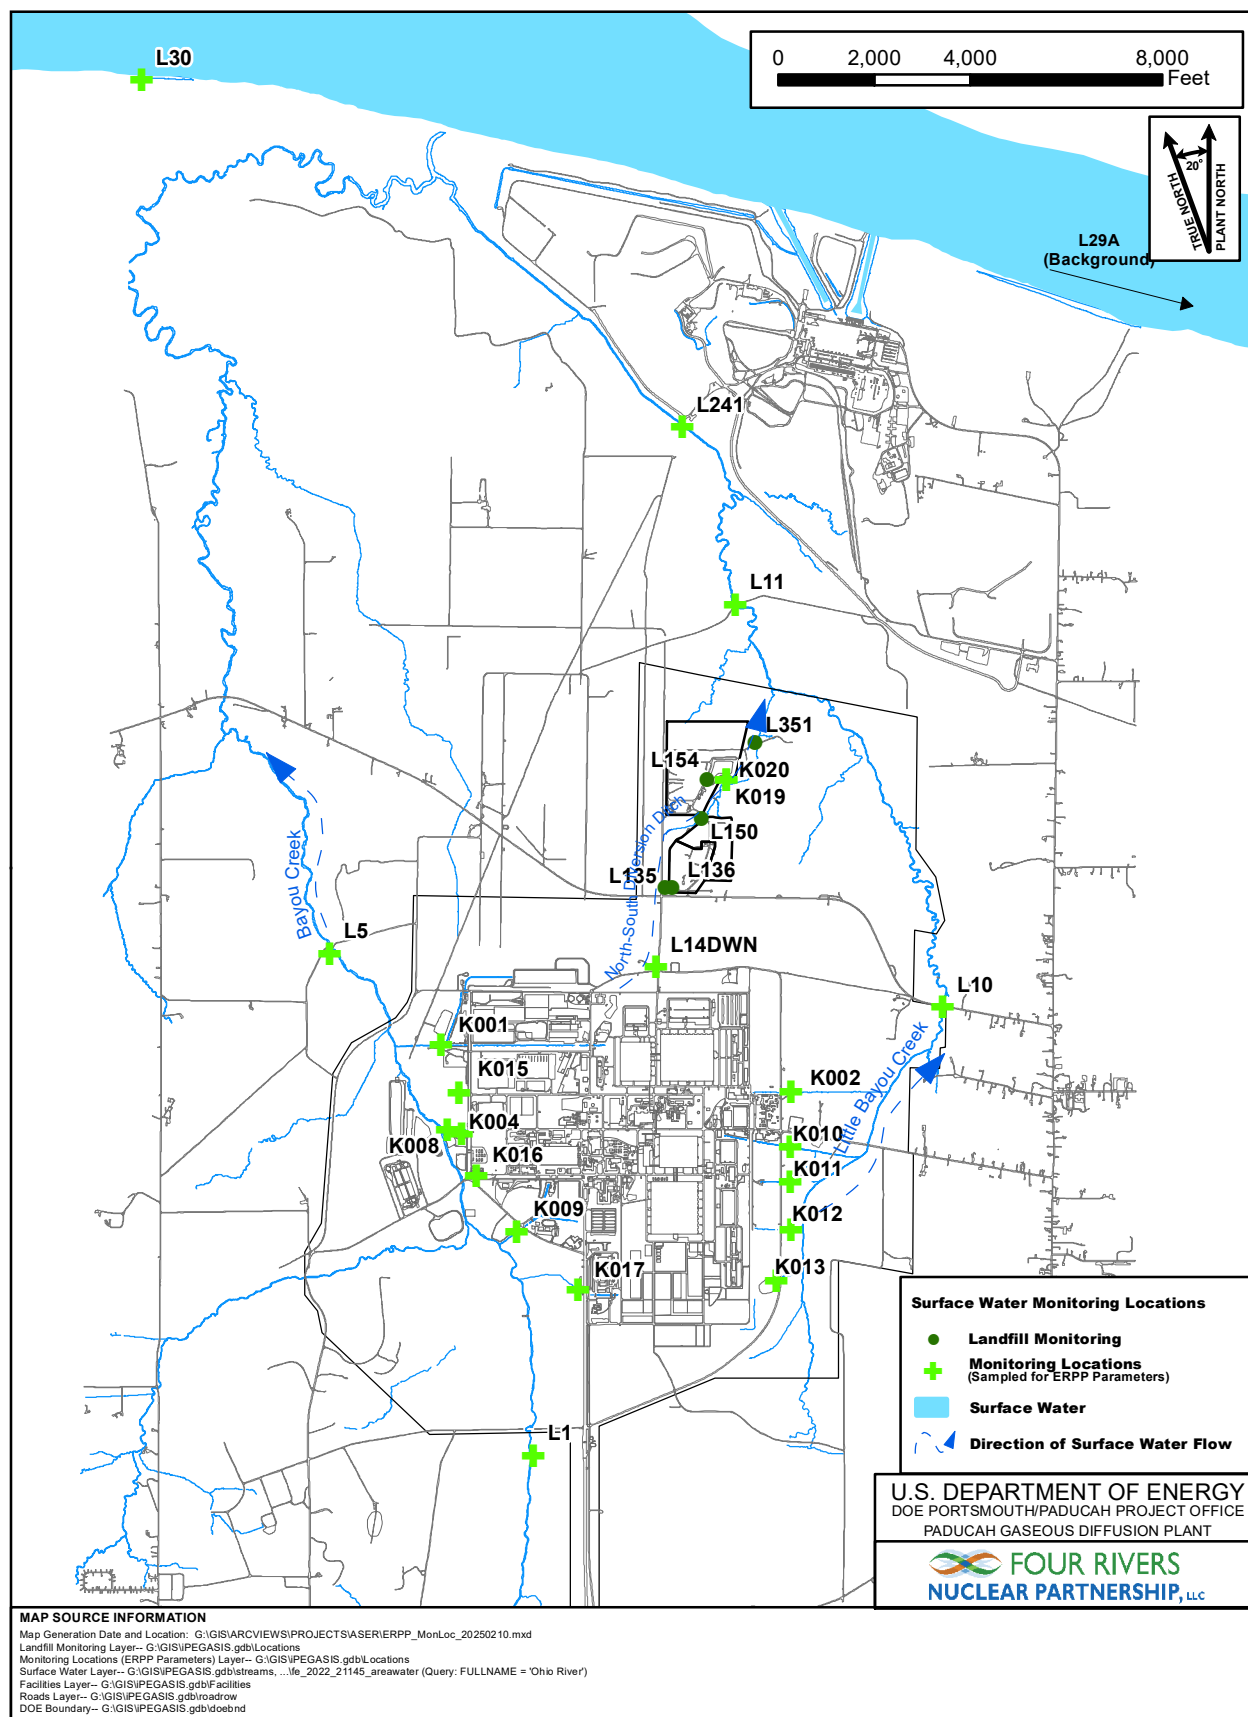 L30
0 2,000 4,000 8,000
Feet
20°
TRUE NORTH
PLANT NORTH
L29A
(Background)
L241
L11
L351
L154
K020
K019
L150
North-South Diversion Ditch
L135
L136
Bayou Creek
L5
L14DWN
L10
K001
K015
K002
Little Bayou Creek
K004
K008
K010
K016
K011
K009
K012
K017
K013
L1
Surface Water Monitoring Locations
Landfill Monitoring
Monitoring Locations
(Sampled for ERPP Parameters)
Surface Water
Direction of Surface Water Flow
U.S. DEPARTMENT OF ENERGY
DOE PORTSMOUTH/PADUCAH PROJECT OFFICE
PADUCAH GASEOUS DIFFUSION PLANT
FOUR RIVERS
NUCLEAR PARTNERSHIP, LLC
MAP SOURCE INFORMATION
Map Generation Date and Location: G:\GIS\ARCVIEWS\PROJECTS\ASER\ERPP_MonLoc_20250210.mxd
Landfill Monitoring Layer-- G:\GIS\PEGASIS.gdb\Locations
Monitoring Locations (ERPP Parameters) Layer-- G:\GIS\PEGASIS.gdb\Locations
Surface Water Layer-- G:\GIS\PEGASIS.gdb\streams, ...\fe_2022_21145_areawater (Query: FULLNAME = 'Ohio River')
Facilities Layer-- G:\GIS\PEGASIS.gdb\Facilities
Roads Layer-- G:\GIS\PEGASIS.gdb\roadrow
DOE Boundary-- G:\GIS\PEGASIS.gdb\doebnd